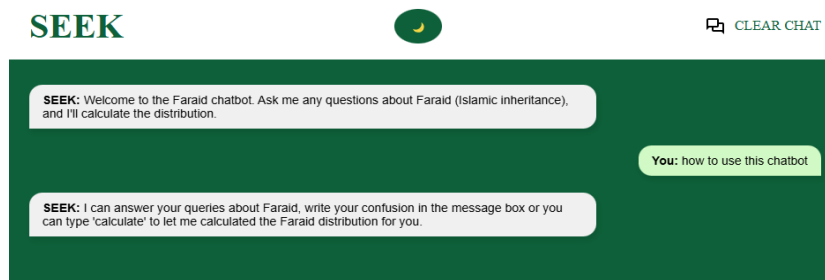 SEEK
CLEAR CHAT
SEEK: Welcome to the Faraid chatbot. Ask me any questions about Faraid (Islamic inheritance),
and I'll calculate the distribution.
You: how to use this chatbot
SEEK: I can answer your queries about Faraid, write your confusion in the message box or you
can type 'calculate' to let me calculated the Faraid distribution for you.